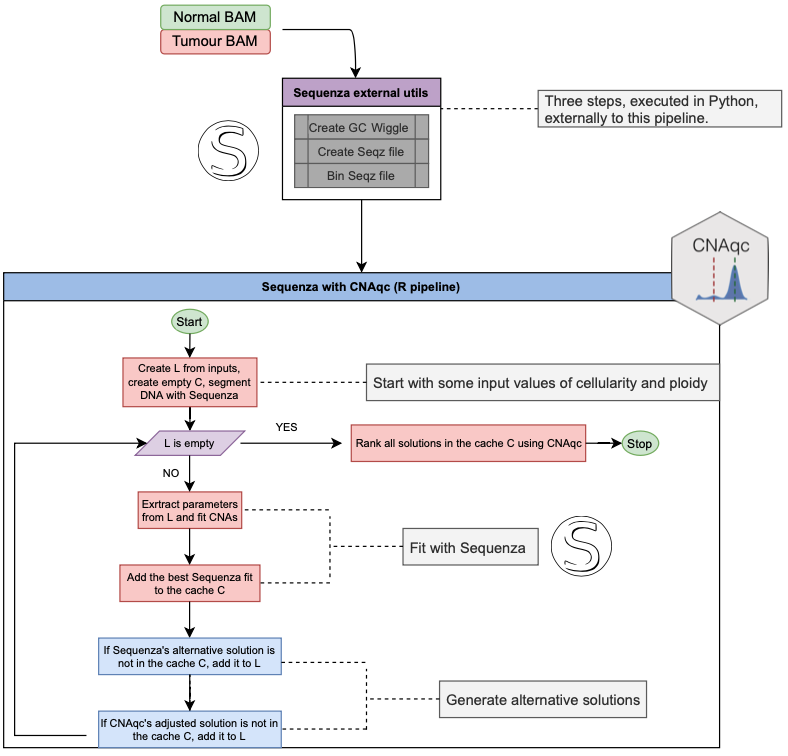 Normal BAM
Tumour BAM
Sequenza external utils
Three steps, executed in Python,
externally to this pipeline.
Create GC Wiggle
Create Seqz file
Bin Seqz file
S
CNAqc
Sequenza with CNAqc (R pipeline)
Start
Create L from inputs,
create empty C, segment
DNA with Sequenza
Start with some input values of cellularity and ploidy
L is empty
YES
Rank all solutions in the cache C using CNAqc
Stop
NO
Exrtract parameters
from L and fit CNAs
Fit with Sequenza
S
Add the best Sequenza fit
to the cache C
If Sequenza's alternative solution is
not in the cache C, add it to L
Generate alternative solutions
If CNAqc's adjusted solution is not in
the cache C, add it to L